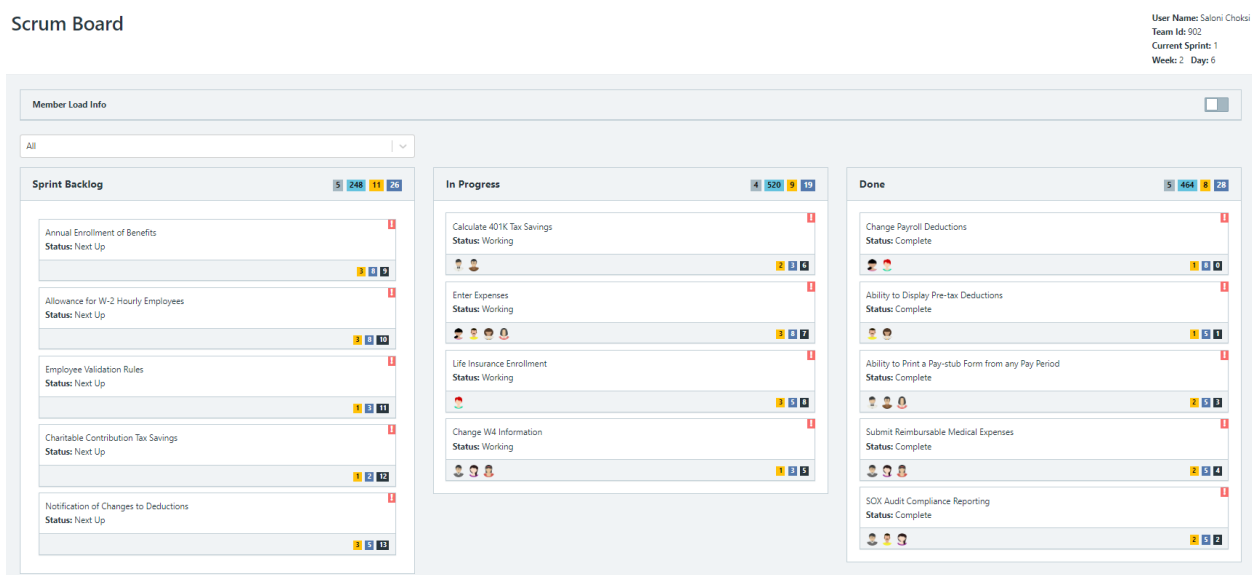 Scrum Board
User Name: Saloni Choksi
Team Id: 902
Current Sprint: 1
Week: 2 Day: 6
Member Load Info
All
Sprint Backlog 5 248 11 26
Annual Enrollment of Benefits
Status: Next Up
3 8 9
Allowance for W-2 Hourly Employees
Status: Next Up
3 8 10
Employee Validation Rules
Status: Next Up
1 3 11
Charitable Contribution Tax Savings
Status: Next Up
1 2 12
Notification of Changes to Deductions
Status: Next Up
3 5 13
In Progress 4 520 9 19
Calculate 401K Tax Savings
Status: Working
2 3 6
Enter Expenses
Status: Working
3 8 7
Life Insurance Enrollment
Status: Working
3 5 8
Change W4 Information
Status: Working
1 3 5
Done 5 464 8 28
Change Payroll Deductions
Status: Complete
1 8 0
Ability to Display Pre-tax Deductions
Status: Complete
1 5 1
Ability to Print a Pay-stub Form from any Pay Period
Status: Complete
2 5 3
Submit Reimbursable Medical Expenses
Status: Complete
2 5 4
SOX Audit Compliance Reporting
Status: Complete
2 5 2